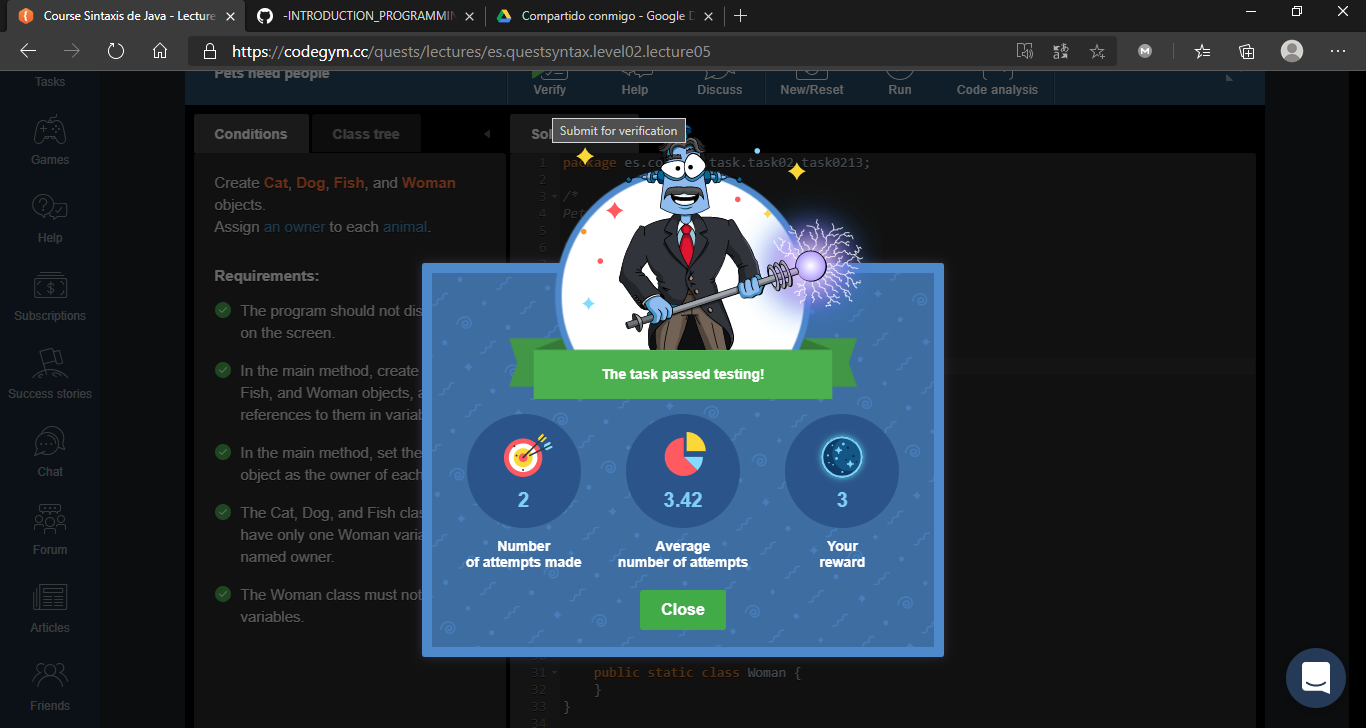 Course Sintaxis de Java - Lecture
-INTRODUCTION_PROGRAMMIN
Compartido conmigo - Google D
https://codegym.cc/quests/lectures/es.questsyntax.level02.lecture05
M
Tasks
Games
Help
Subscriptions
Success stories
Chat
Forum
Articles
Friends
Pets need people
Verify
Help
Discuss
New/Reset
Run
Code analysis
Submit for verification
Conditions
Class tree
Sol
Create Cat, Dog, Fish, and Woman
objects.
Assign an owner to each animal.
Requirements:
The program should not dis
on the screen.
In the main method, create
Fish, and Woman objects, a
references to them in variab
In the main method, set the
object as the owner of each
The Cat, Dog, and Fish clas
have only one Woman varia
named owner.
The Woman class must not
variables.
1 package es.co task.task02.task0213;
2
3 /*
4 Pet
5
6
The task passed testing!
2
Number
of attempts made
3.42
Average
number of attempts
3
Your
reward
Close
31 public static class Woman {
32 }
33 }
34